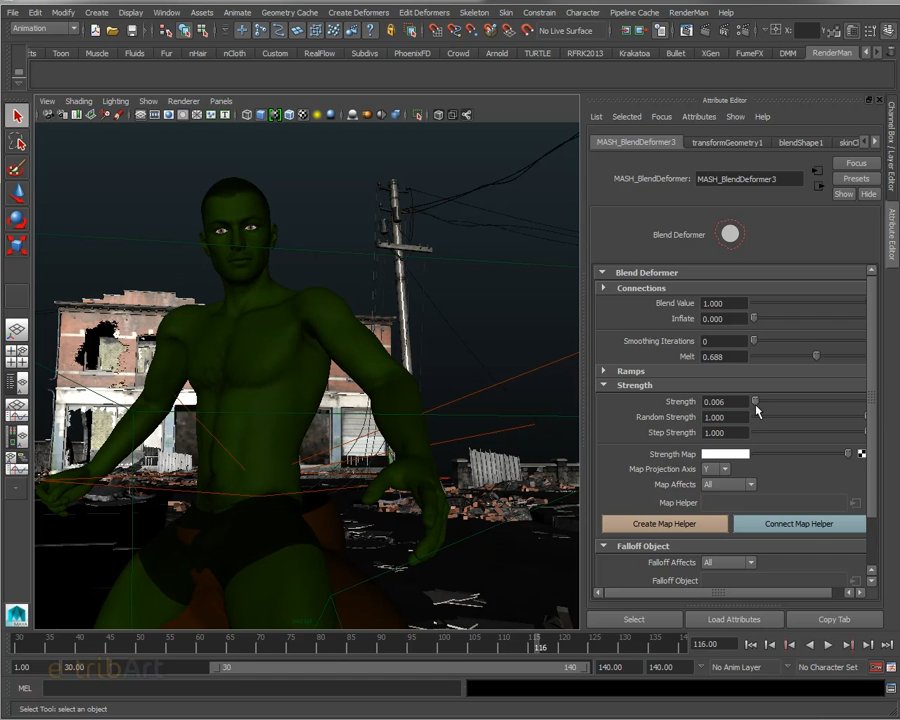 File Edit Modify Create Display Window Assets Animate Geometry Cache Create Deformers Edit Deformers Skeleton Skin Constrain Character Pipeline Cache RenderMan Help
Animation No Live Surface X: Y:
ts Toon Muscle Fluids Fur nHair nCloth Custom RealFlow Subdivs PhoenixFD Crowd Arnold TURTLE RFRK2013 Krakatoa Bullet XGen FumeFX DMM RenderMan
View Shading Lighting Show Renderer Panels
Attribute Editor
List Selected Focus Attributes Show Help
MASH_BlendDeformer3 transformGeometry1 blendShape1 skinCl
Focus
MASH_BlendDeformer: MASH_BlendDeformer3 Presets
Show Hide
Blend Deformer
Blend Deformer
Connections
Blend Value 1.000
Inflate 0.000
Smoothing Iterations 0
Melt 0.688
Ramps
Strength
Strength 0.006
Random Strength 1.000
Step Strength 1.000
Strength Map
Map Projection Axis Y
Map Affects All
Map Helper
Create Map Helper Connect Map Helper
Falloff Object
Falloff Affects All
Falloff Object
Select Load Attributes Copy Tab
Channel Box / Layer Editor
Attribute Editor
30 35 40 45 50 55 60 65 70 75 80 85 90 95 100 105 110 115 120 125 130 135 14
116 116.00
1.00 30.00 30 140 140.00 140.00 No Anim Layer No Character Set
e-tribArt
MEL
Select Tool: select an object